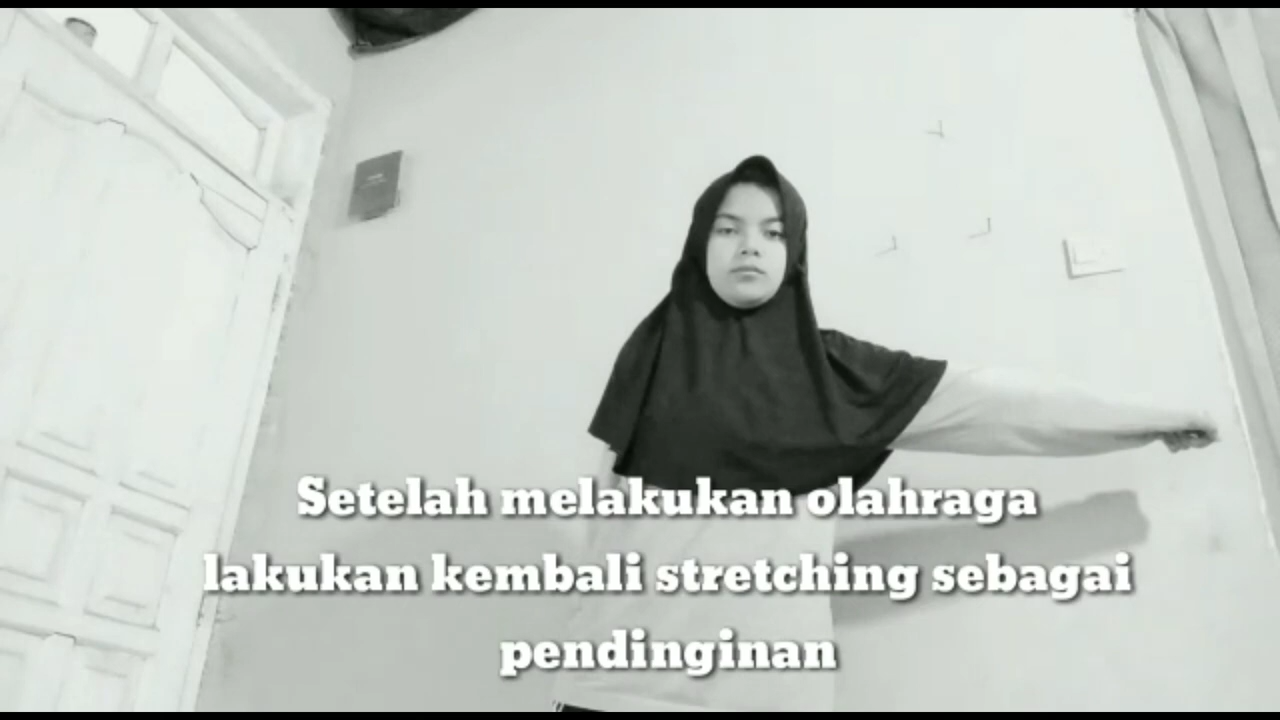 Setelah melakukan olahraga
lakukan kembali stretching sebagai
pendinginan